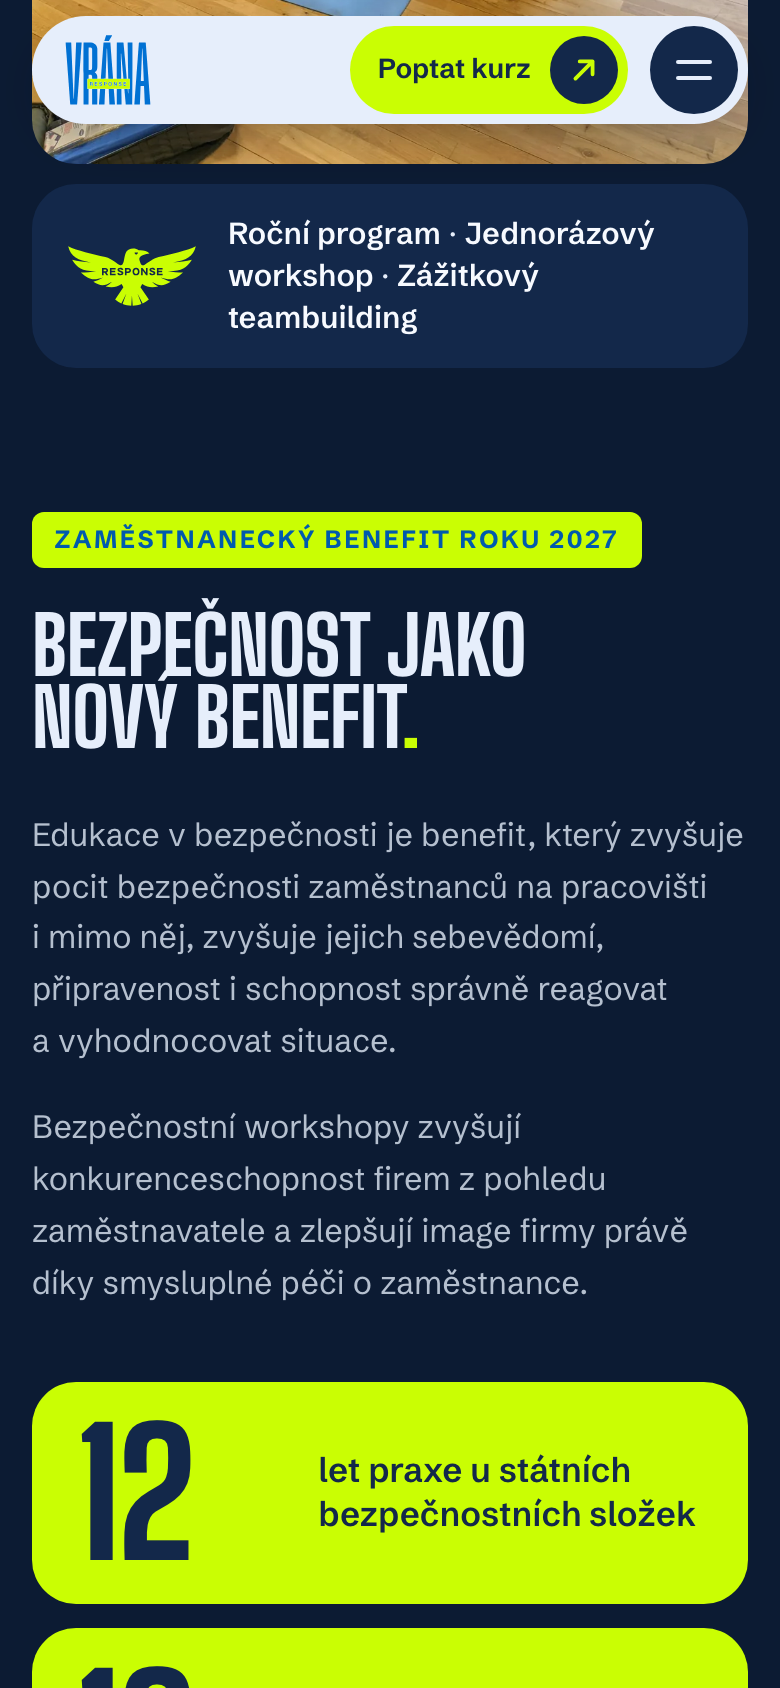 VRÁNA
RESPONSE
Poptat kurz
RESPONSE
Roční program · Jednorázový
workshop · Zážitkový
teambuilding
ZAMĚSTNANECKÝ BENEFIT ROKU 2027
BEZPEČNOST JAKO
NOVÝ BENEFIT.
Edukace v bezpečnosti je benefit, který zvyšuje
pocit bezpečnosti zaměstnanců na pracovišti
i mimo něj, zvyšuje jejich sebevědomí,
připravenost i schopnost správně reagovat
a vyhodnocovat situace.
Bezpečnostní workshopy zvyšují
konkurenceschopnost firem z pohledu
zaměstnavatele a zlepšují image firmy právě
díky smysluplné péči o zaměstnance.
12
let praxe u státních
bezpečnostních složek